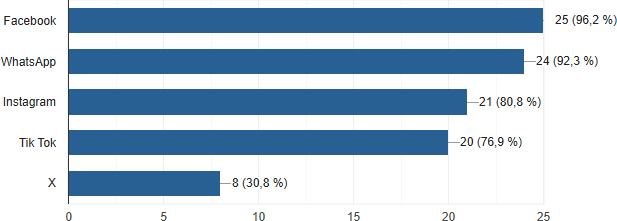 Facebook 25 (96,2 %)
WhatsApp 24 (92,3 %)
Instagram 21 (80,8 %)
Tik Tok 20 (76,9 %)
X 8 (30,8 %)
0 5 10 15 20 25